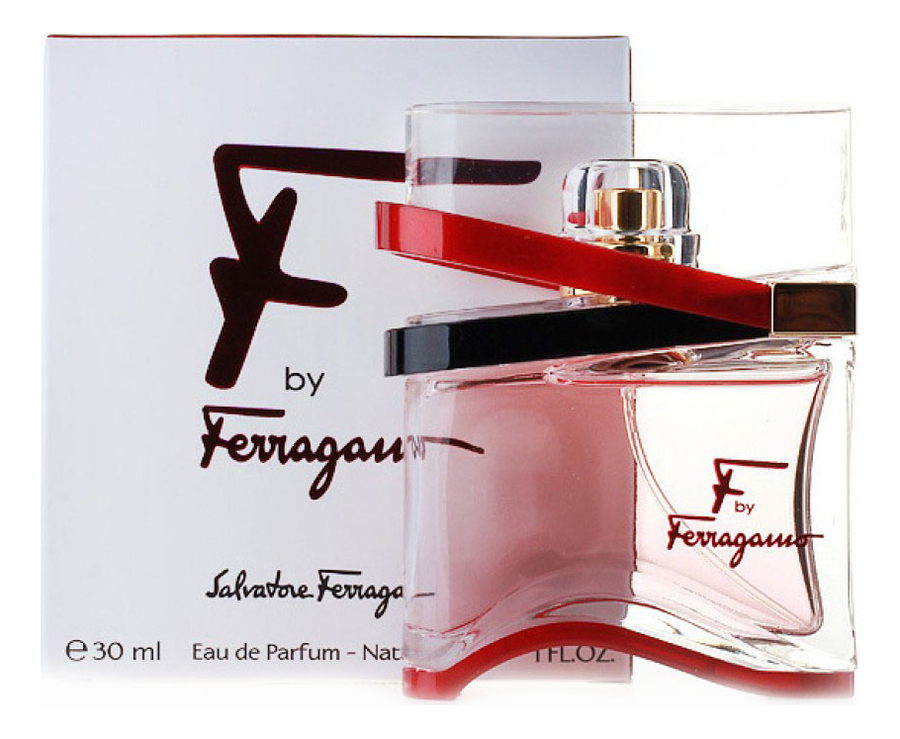 F
by
Ferragamo
Salvatore Ferraga
℮ 30 ml Eau de Parfum - Nat 1 FL.OZ.
F
by
Ferragamo